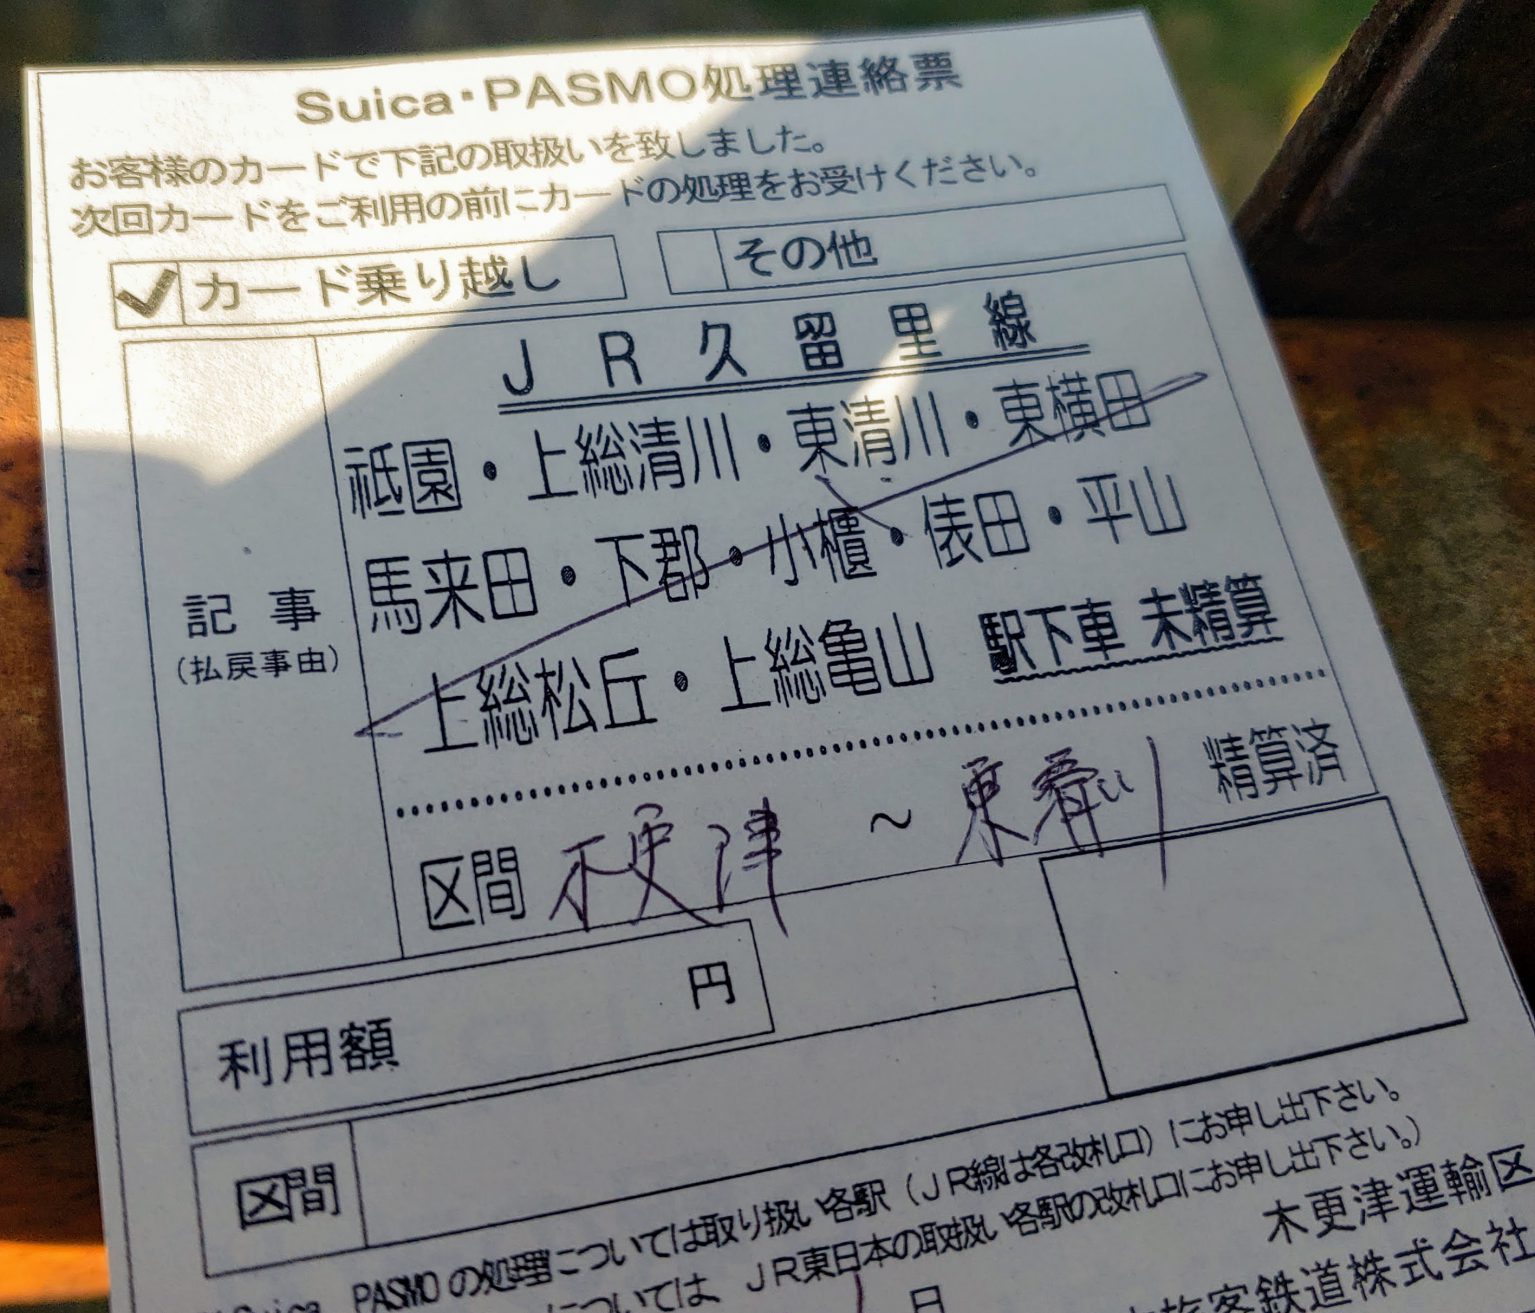 Suica・PASMO処理連絡票
お客様のカードで下記の取扱いを致しました。
次回カードをご利用の前にカードの処理をお受けください。
✓ カード乗り越し その他
JR久留里線
祇園・上総清川・東清川・東横田
馬来田・下郡・小櫃・俵田・平山
上総松丘・上総亀山 駅下車 未精算
記事
(払戻事由)
区間 木更津 ～ 東清川 精算済
利用額 円
区間
Suica、PASMOの処理については取り扱い各駅（JR線は各改札口）にお申し出下さい。
については、JR東日本の取扱い各駅の改札口にお申し出下さい。）
木更津運輸区
旅客鉄道株式会社
日